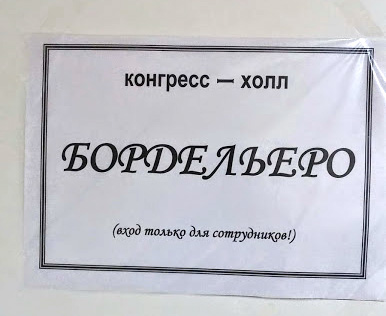 конгресс – холл
БОРДЕЛЬЕРО
(вход только для сотрудников!)